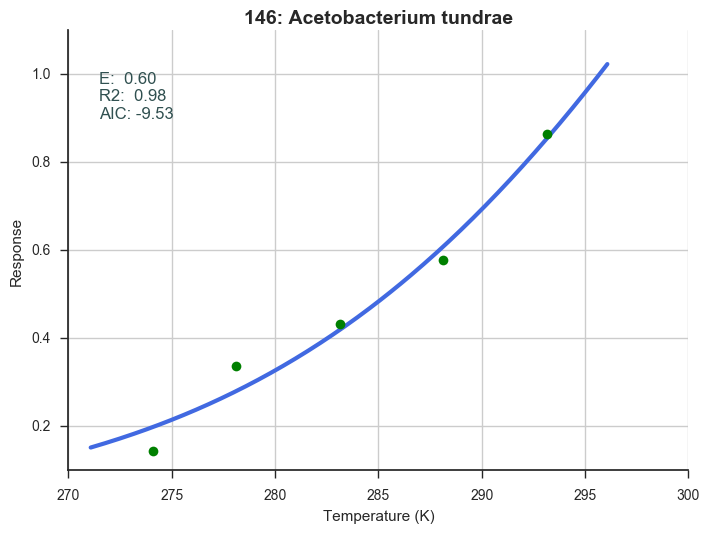 146: Acetobacterium tundrae
E:  0.60
R2:  0.98
AIC: -9.53
1.0
0.8
0.6
0.4
0.2
Response
270 275 280 285 290 295 300
Temperature (K)